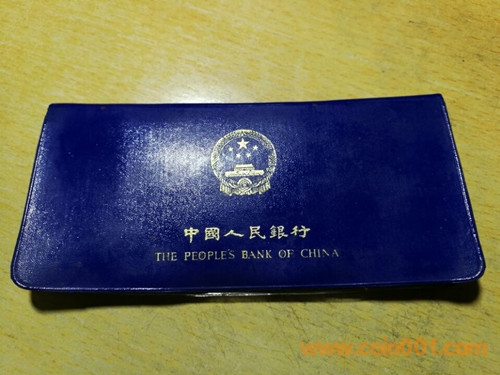 中國人民銀行
THE PEOPLE'S BANK OF CHINA
www.coin001.com